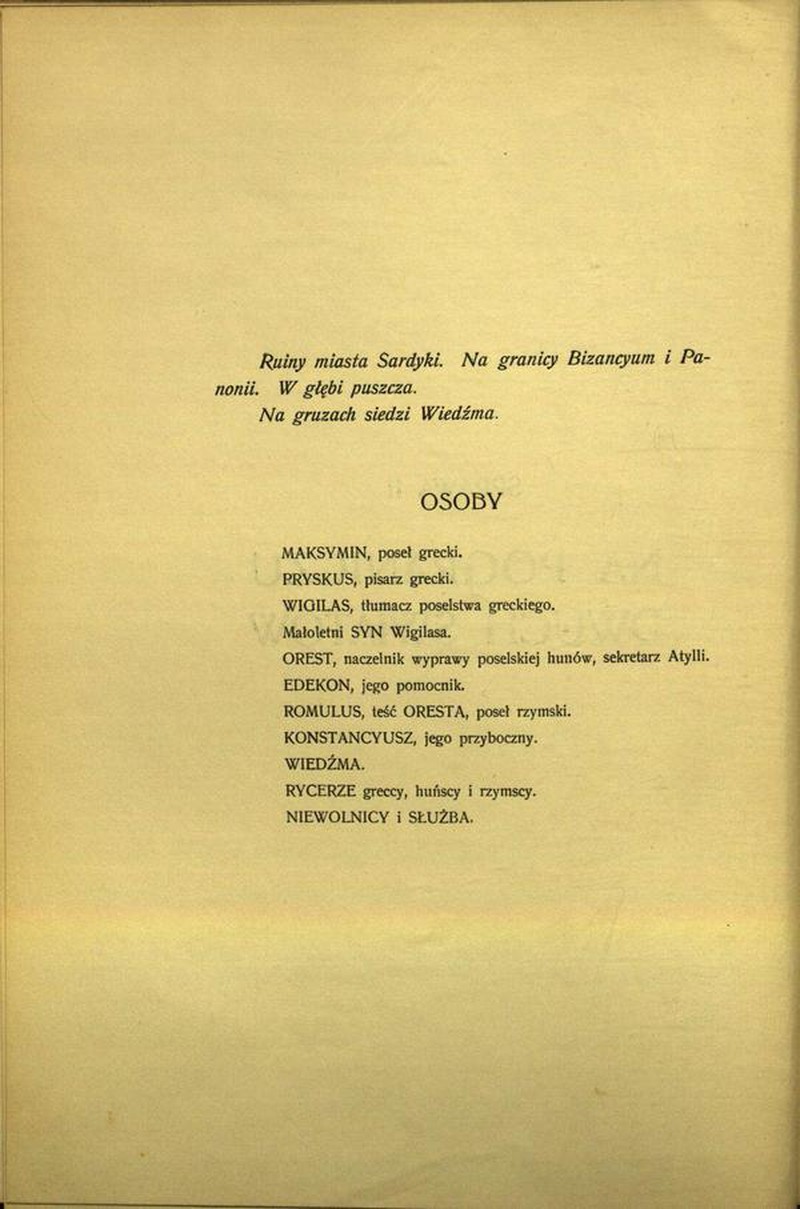 Ruiny miasta Sardyki. Na granicy Bizancyum i Pa-
nonii. W głębi puszcza.
Na gruzach siedzi Wiedźma.
OSOBY
MAKSYMIN, poseł grecki.
PRYSKUS, pisarz grecki.
WIGILAS, tłumacz poselstwa greckiego.
Małoletni SYN Wigilasa.
OREST, naczelnik wyprawy poselskiej hunów, sekretarz Atylli.
EDEKON, jego pomocnik.
ROMULUS, teść ORESTA, poseł rzymski.
KONSTANCYUSZ, jego przyboczny.
WIEDŹMA.
RYCERZE greccy, huńscy i rzymscy.
NIEWOLNICY i SŁUŻBA.